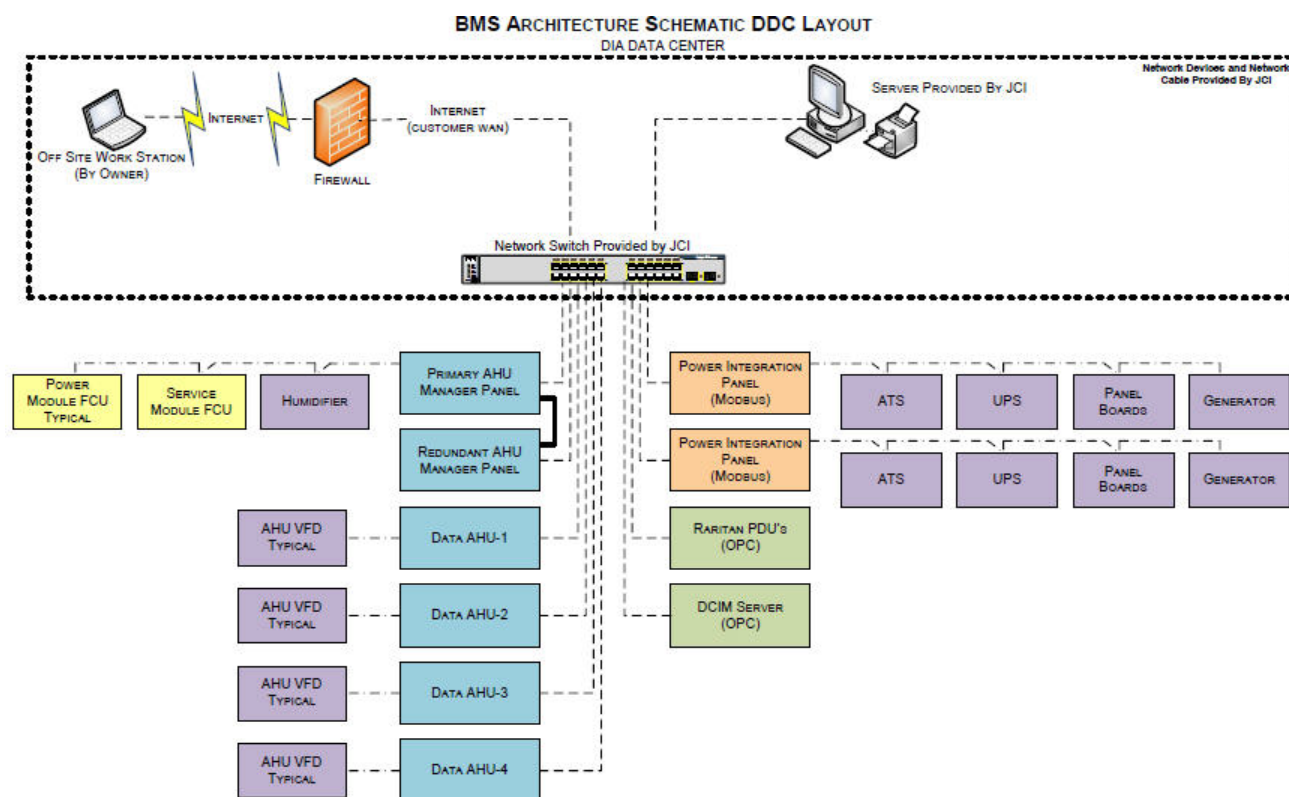 BMS ARCHITECTURE SCHEMATIC DDC LAYOUT
DIA DATA CENTER
Network Devices and Network
Cable Provided By JCI
SERVER PROVIDED BY JCI
INTERNET
INTERNET
(CUSTOMER WAN)
OFF SITE WORK STATION
(BY OWNER)
FIREWALL
Network Switch Provided by JCI
POWER
MODULE FCU
TYPICAL
SERVICE
MODULE FCU
HUMIDIFIER
PRIMARY AHU
MANAGER PANEL
POWER INTEGRATION
PANEL
(MODBUS)
ATS
UPS
PANEL
BOARDS
GENERATOR
REDUNDANT AHU
MANAGER PANEL
POWER INTEGRATION
PANEL
(MODBUS)
ATS
UPS
PANEL
BOARDS
GENERATOR
AHU VFD
TYPICAL
DATA AHU-1
RARITAN PDU'S
(OPC)
AHU VFD
TYPICAL
DATA AHU-2
DCIM SERVER
(OPC)
AHU VFD
TYPICAL
DATA AHU-3
AHU VFD
TYPICAL
DATA AHU-4